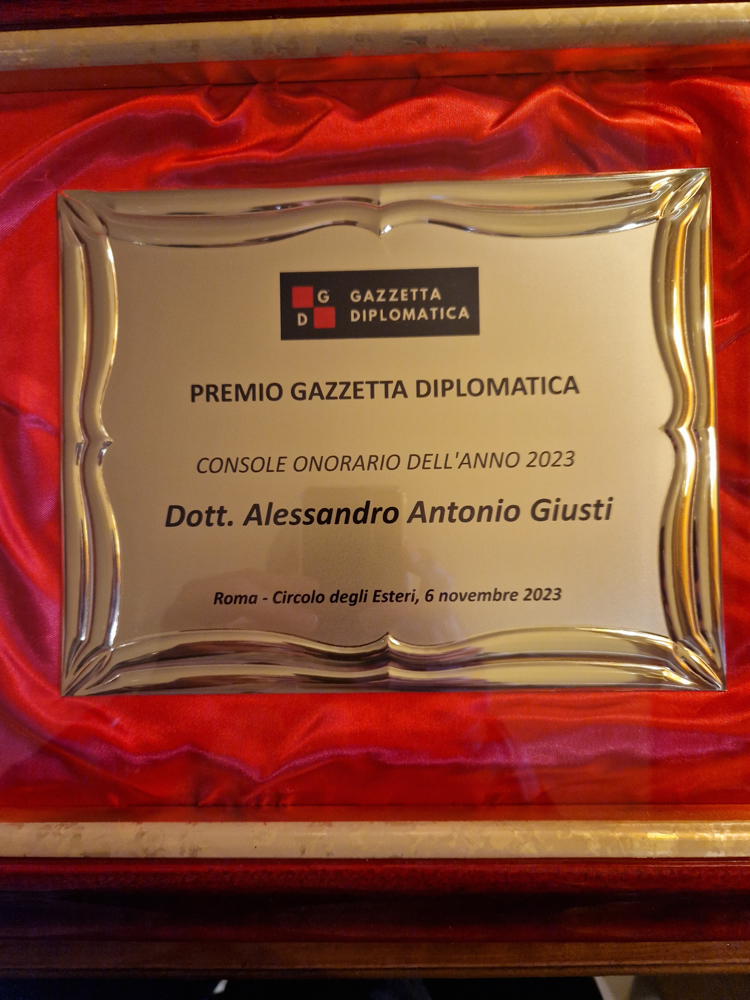 G GAZZETTA
D DIPLOMATICA
PREMIO GAZZETTA DIPLOMATICA
CONSOLE ONORARIO DELL'ANNO 2023
Dott. Alessandro Antonio Giusti
Roma - Circolo degli Esteri, 6 novembre 2023